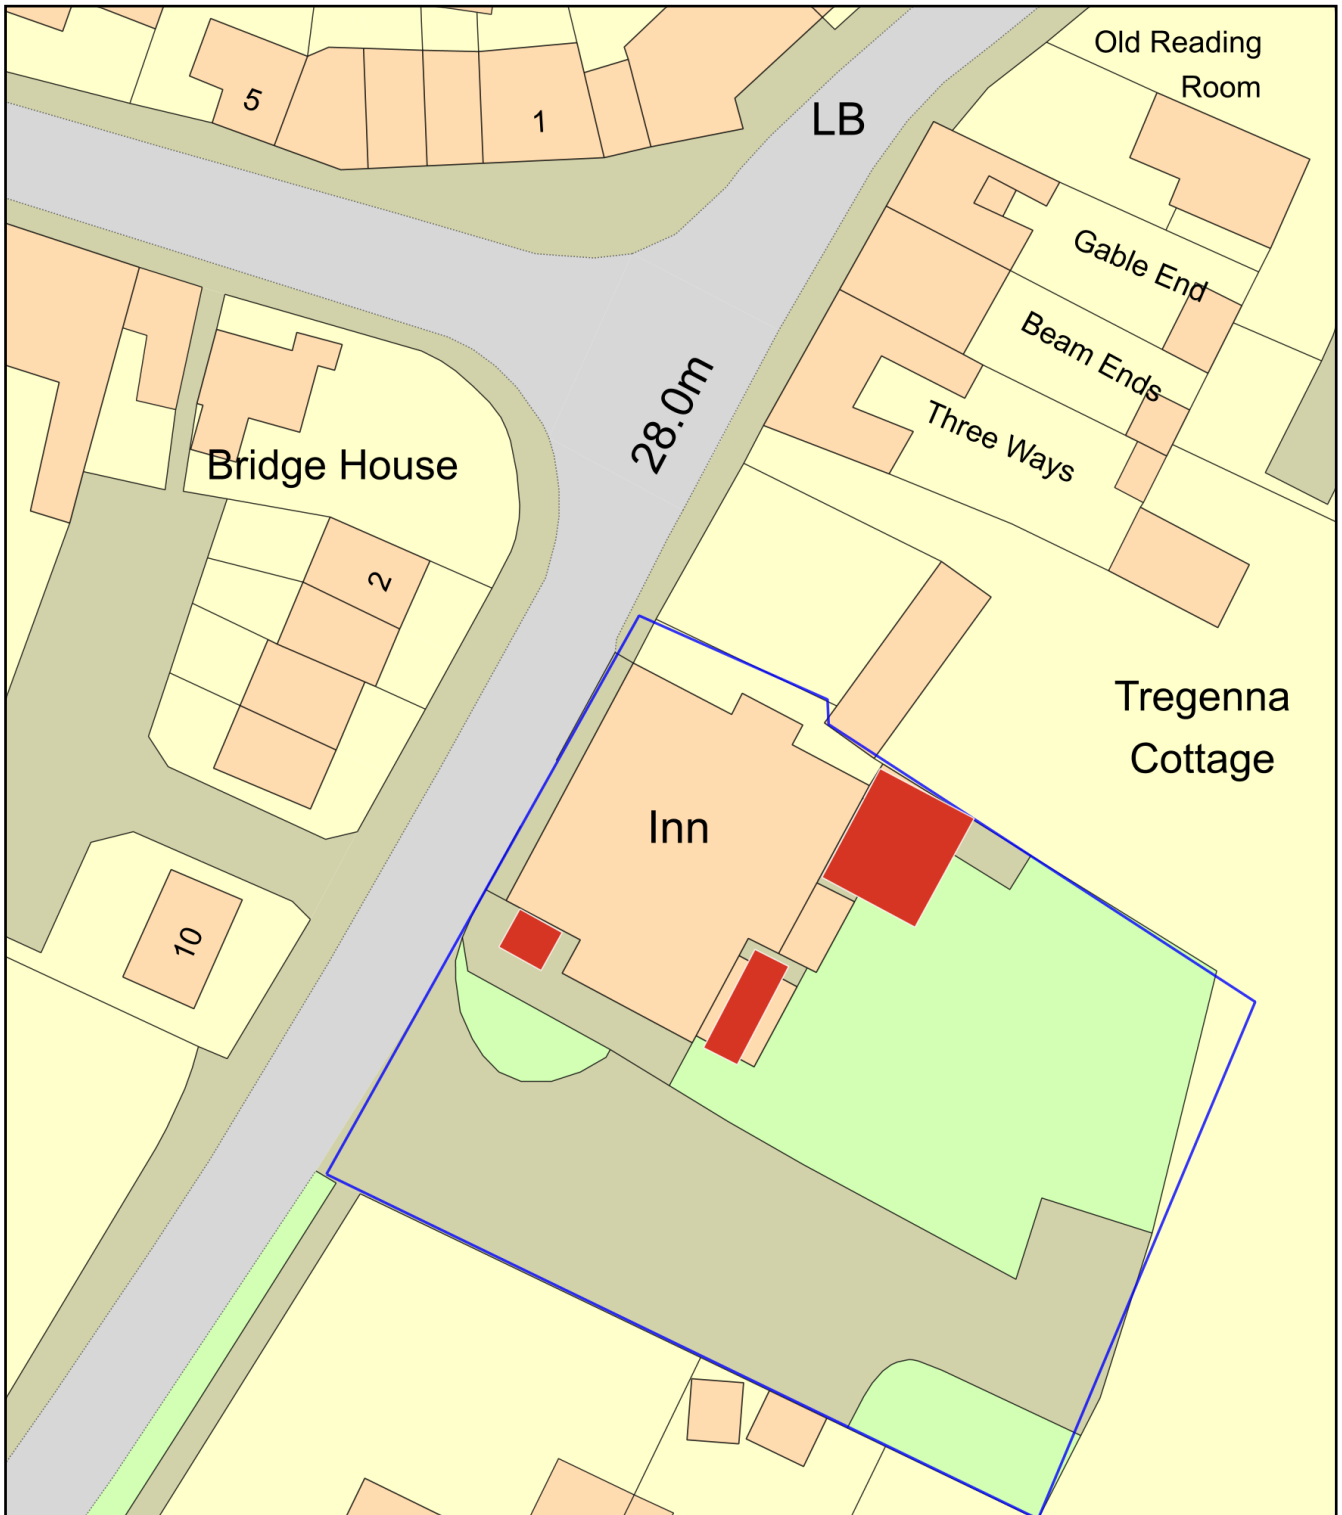 Old Reading
Room
5
1
LB
Gable End
Beam Ends
28.0m
Three Ways
Bridge House
2
Tregenna
Cottage
Inn
10